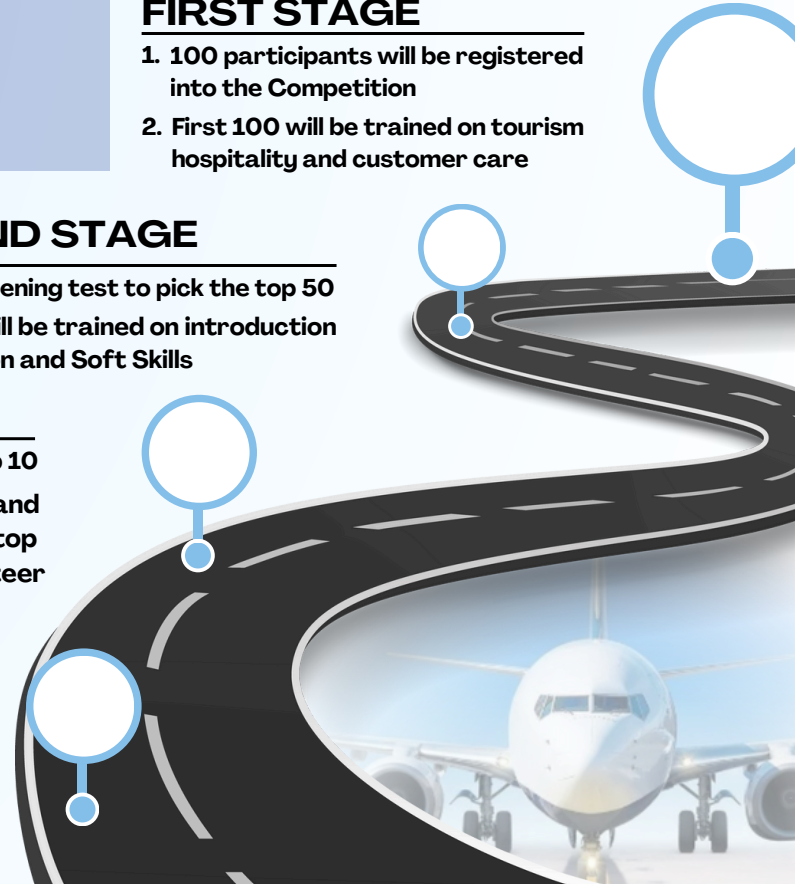 FIRST STAGE
1. 100 participants will be registered
into the Competition
2. First 100 will be trained on tourism
hospitality and customer care
ND STAGE
ening test to pick the top 50
ill be trained on introduction
n and Soft Skills
10
and
top
teer